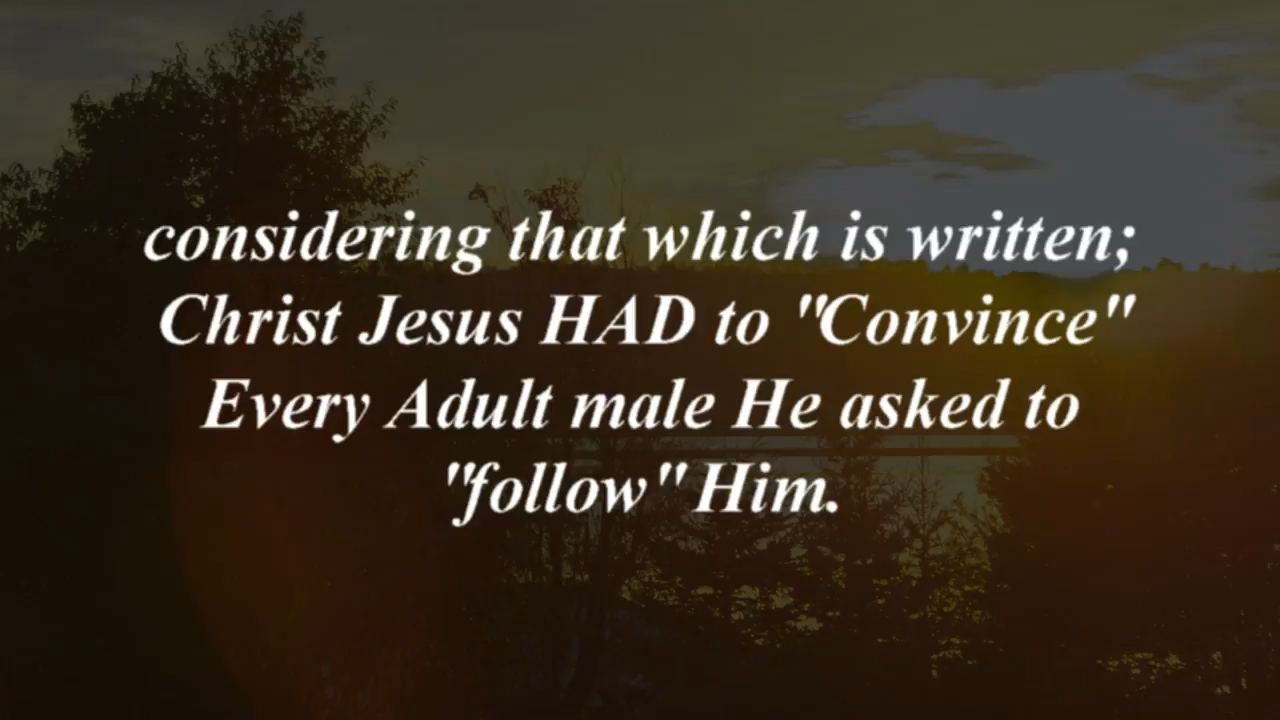 considering that which is written;
Christ Jesus HAD to "Convince"
Every Adult male He asked to
"follow" Him.